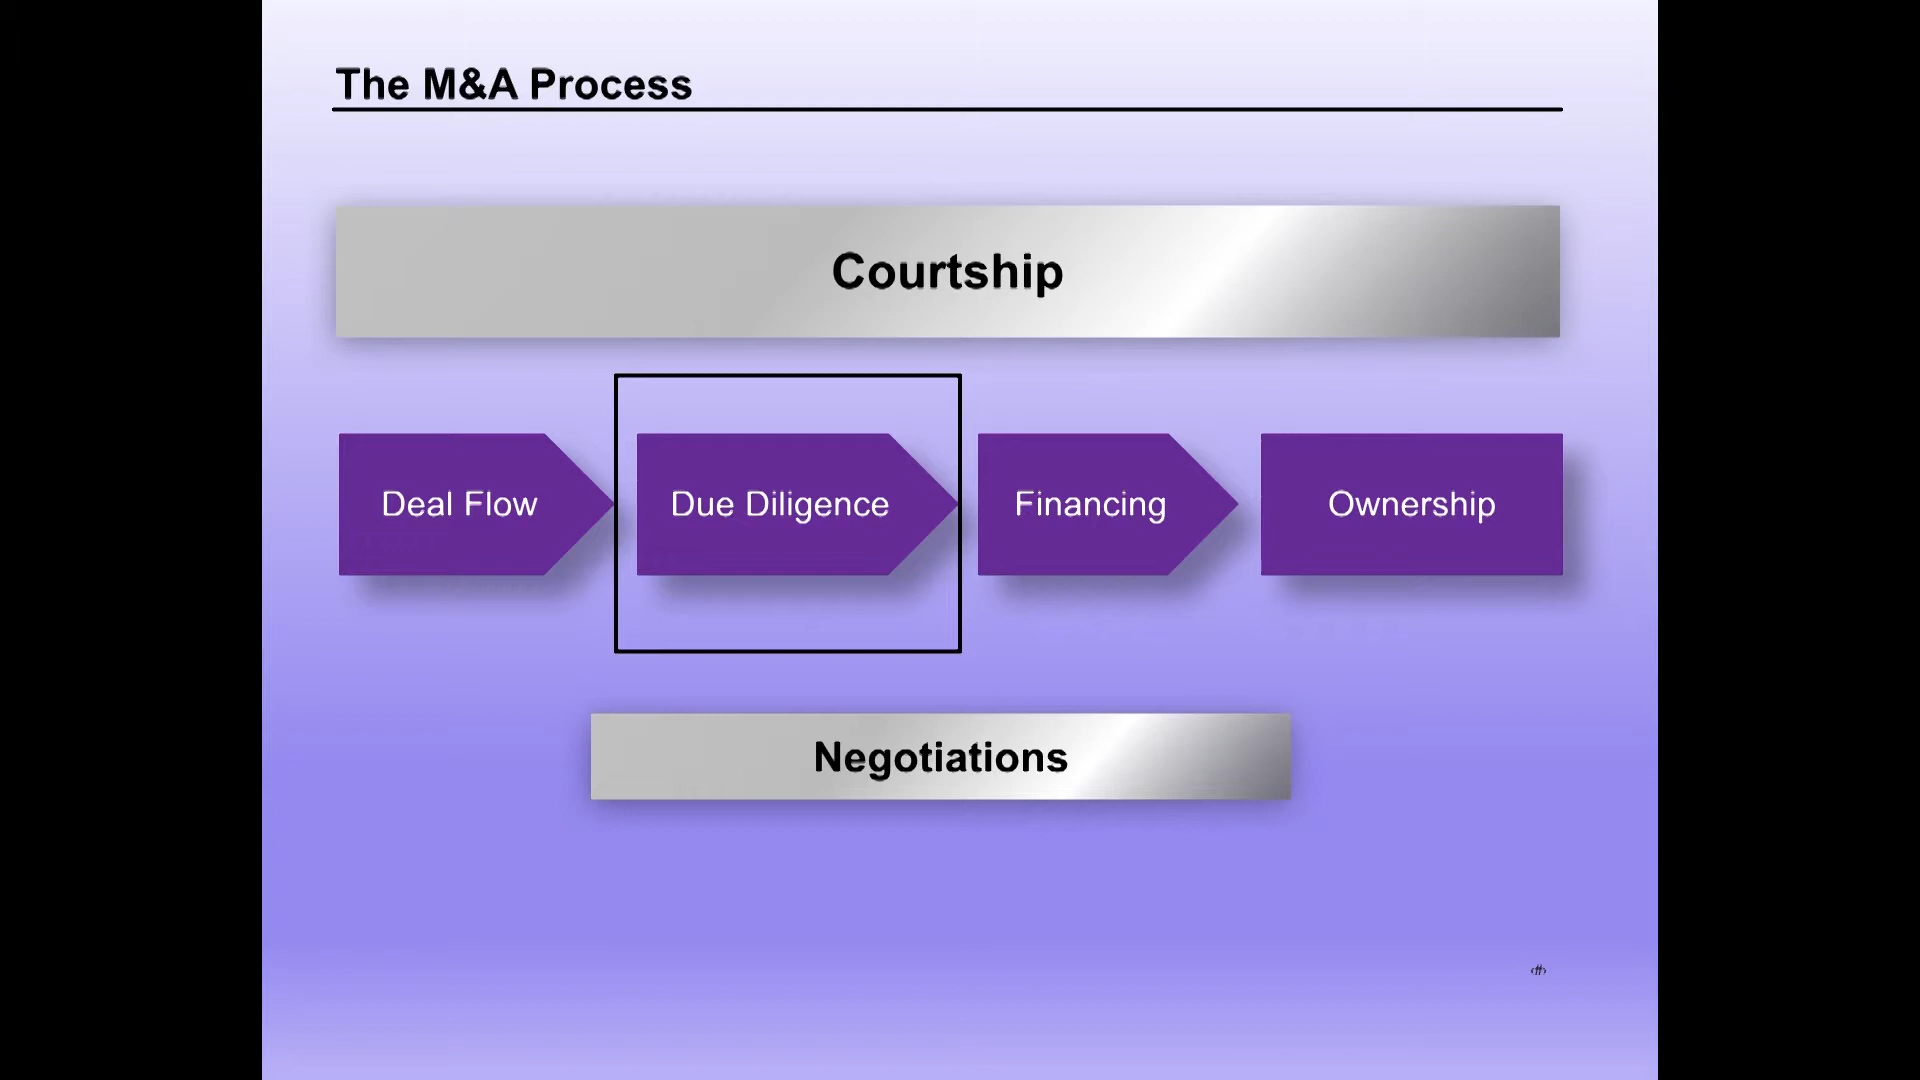 The M&A Process
Courtship
Deal Flow
Due Diligence
Financing
Ownership
Negotiations
‹#›